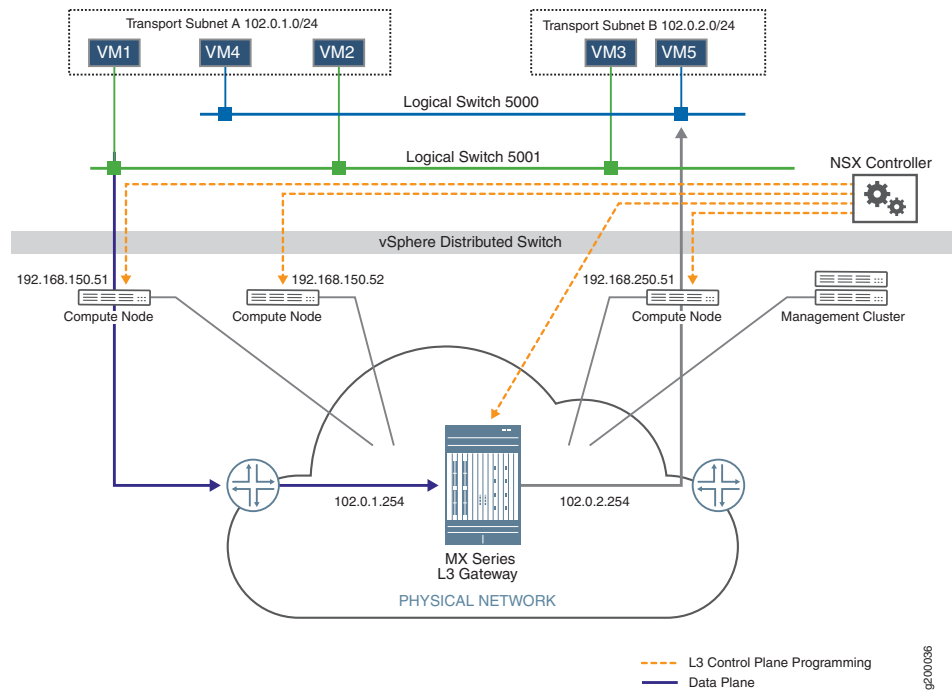 Transport Subnet A 102.0.1.0/24
Transport Subnet B 102.0.2.0/24
VM1
VM4
VM2
VM3
VM5
Logical Switch 5000
Logical Switch 5001
NSX Controller
vSphere Distributed Switch
192.168.150.51
192.168.150.52
192.168.250.51
Compute Node
Compute Node
Compute Node
Management Cluster
102.0.1.254
102.0.2.254
MX Series
L3 Gateway
PHYSICAL NETWORK
L3 Control Plane Programming
Data Plane
g200036